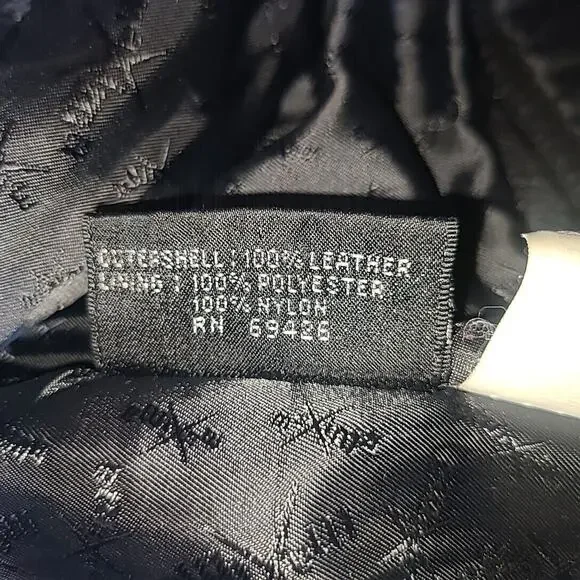 OUTERSHELL: 100% LEATHER
LINING: 100% POLYESTER
100% NYLON
RN 69426